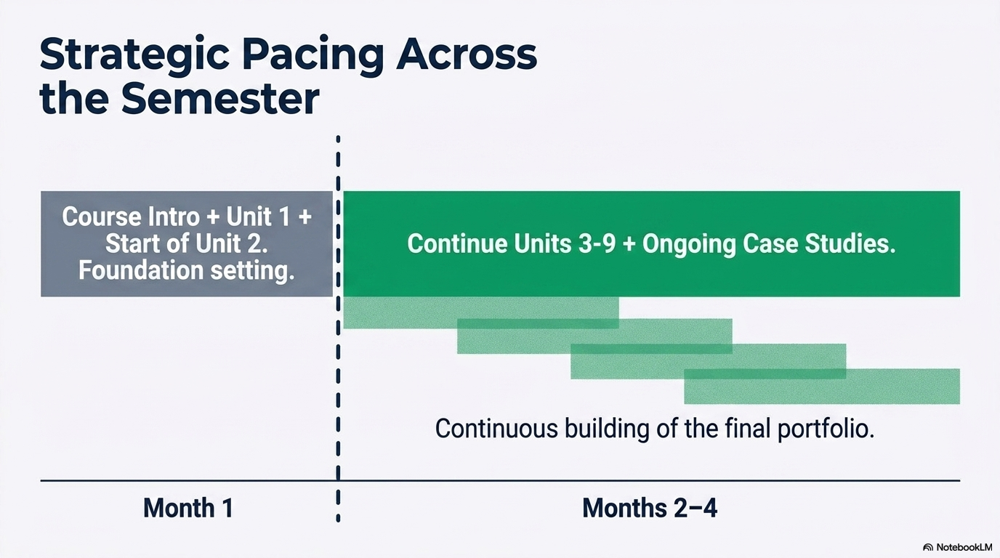 Strategic Pacing Across
the Semester
Course Intro + Unit 1 +
Start of Unit 2.
Foundation setting.
Continue Units 3-9 + Ongoing Case Studies.
Continuous building of the final portfolio.
Month 1
Months 2–4
NotebookLM